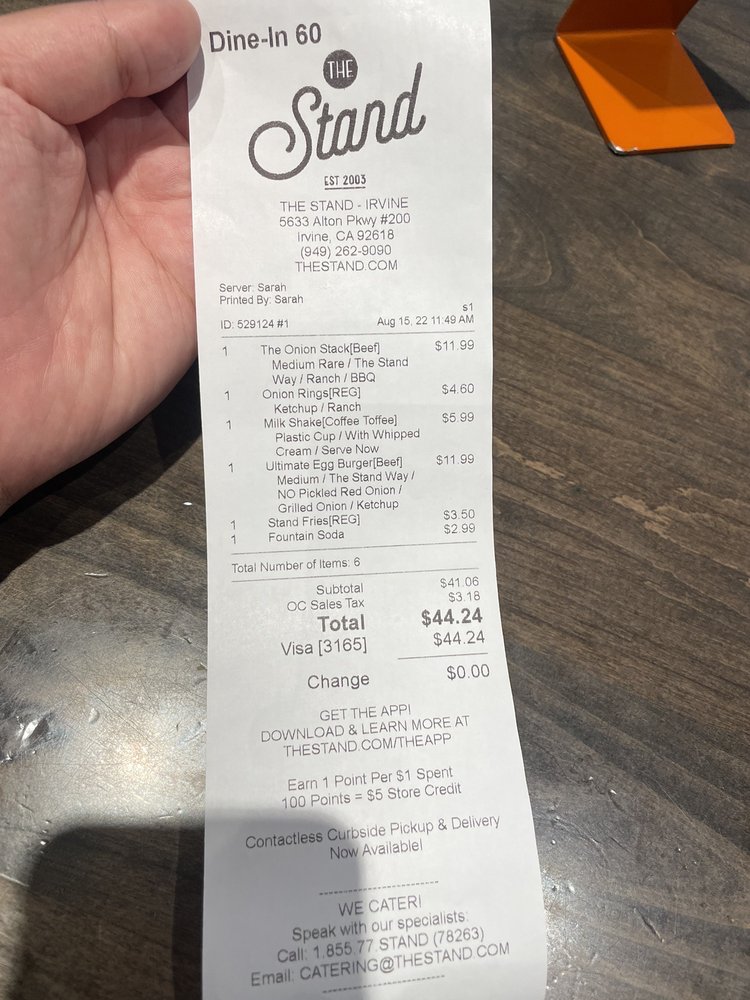 Dine-In 60
THE
Stand
EST 2003
THE STAND - IRVINE
5633 Alton Pkwy #200
Irvine, CA 92618
(949) 262-9090
THESTAND.COM
Server: Sarah
Printed By: Sarah
s1
ID: 529124 #1 Aug 15, 22 11:49 AM
1 The Onion Stack[Beef] $11.99
Medium Rare / The Stand
Way / Ranch / BBQ
1 Onion Rings[REG] $4.60
Ketchup / Ranch
1 Milk Shake[Coffee Toffee] $5.99
Plastic Cup / With Whipped
Cream / Serve Now
1 Ultimate Egg Burger[Beef] $11.99
Medium / The Stand Way /
NO Pickled Red Onion /
Grilled Onion / Ketchup
1 Stand Fries[REG] $3.50
1 Fountain Soda $2.99
Total Number of Items: 6
Subtotal $41.06
OC Sales Tax $3.18
Total $44.24
Visa [3165] $44.24
Change $0.00
GET THE APP!
DOWNLOAD & LEARN MORE AT
THESTAND.COM/THEAPP
Earn 1 Point Per $1 Spent
100 Points = $5 Store Credit
Contactless Curbside Pickup & Delivery
Now Available!
WE CATER!
Speak with our specialists:
Call: 1.855.77.STAND (78263)
Email: CATERING@THESTAND.COM